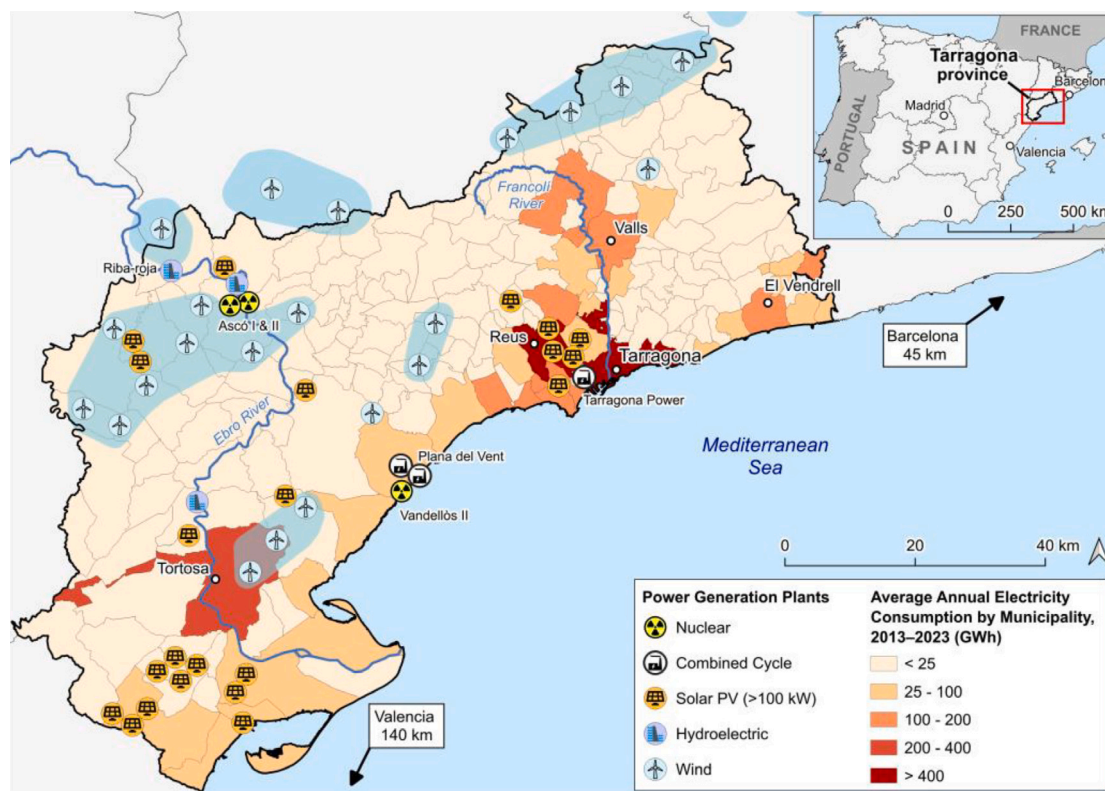 FRANCE
Tarragona
province
Barcelona
Madrid
PORTUGAL
SPAIN
Valencia
0 250 500 km
Francolí
River
Valls
Riba-roja
El Vendrell
Ascó I & II
Reus
Tarragona
Barcelona
45 km
Tarragona Power
Ebro River
Mediterranean
Sea
Plana del Vent
Vandellòs II
0 20 40 km
Tortosa
Valencia
140 km
Power Generation Plants
Nuclear
Combined Cycle
Solar PV (>100 kW)
Hydroelectric
Wind
Average Annual Electricity
Consumption by Municipality,
2013–2023 (GWh)
< 25
25 - 100
100 - 200
200 - 400
> 400